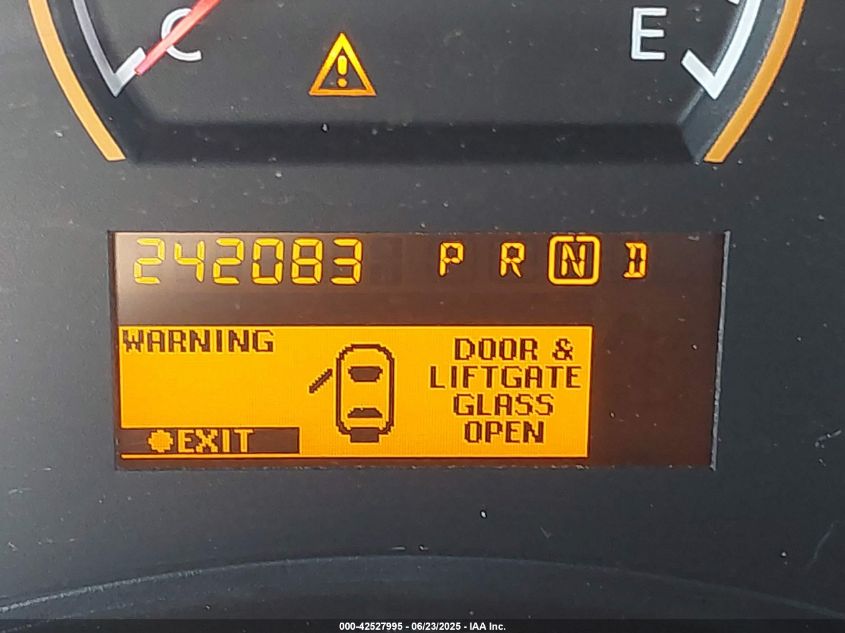 C E
242083 P R N D
WARNING
DOOR &
LIFTGATE
GLASS
OPEN
EXIT
000-42527995 - 06/23/2025 - IAA Inc.